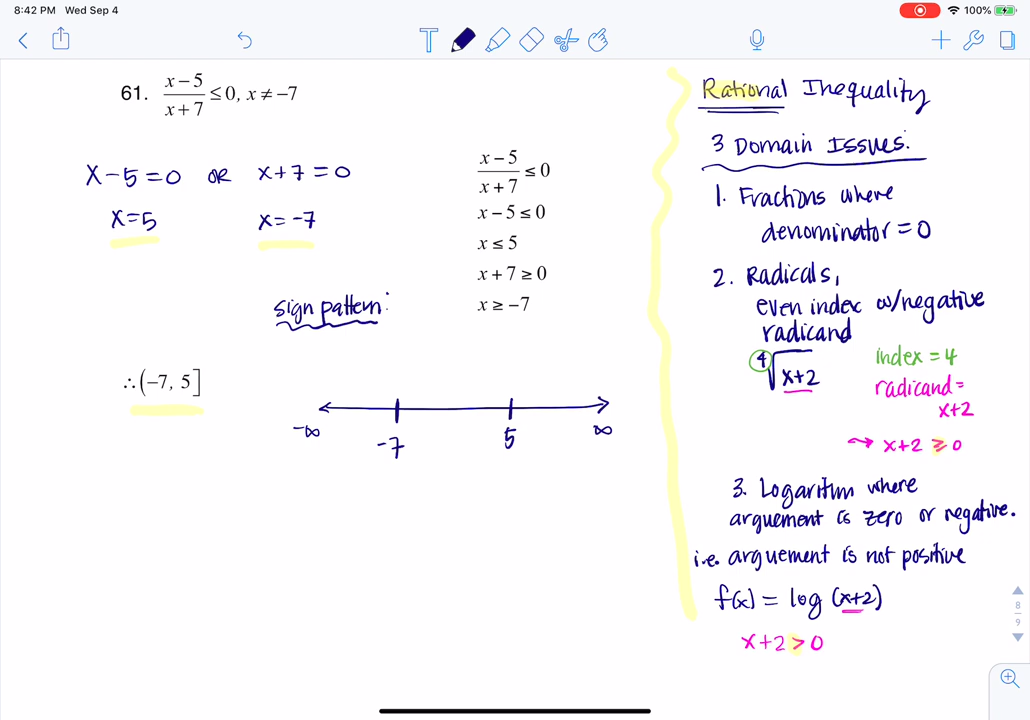 8:42 PM Wed Sep 4
100%
61. x−5/x+7 ≤ 0, x ≠ −7
x−5=0 OR x+7=0
x=5 x=-7
x−5/x+7 ≤ 0
x−5 ≤ 0
x ≤ 5
x+7 ≥ 0
x ≥ −7
sign pattern:
∴ (−7, 5]
-∞ -7 5 ∞
Rational Inequality
3 Domain Issues:
1. Fractions where
denominator = 0
2. Radicals,
even index w/negative
radicand
∜x+2
index = 4
radicand =
x+2
⇝ x+2 ≥ 0
3. Logaritm where
arguement is zero or negative.
i.e. arguement is not positive
f(x) = log (x+2)
x+2 > 0
8
9